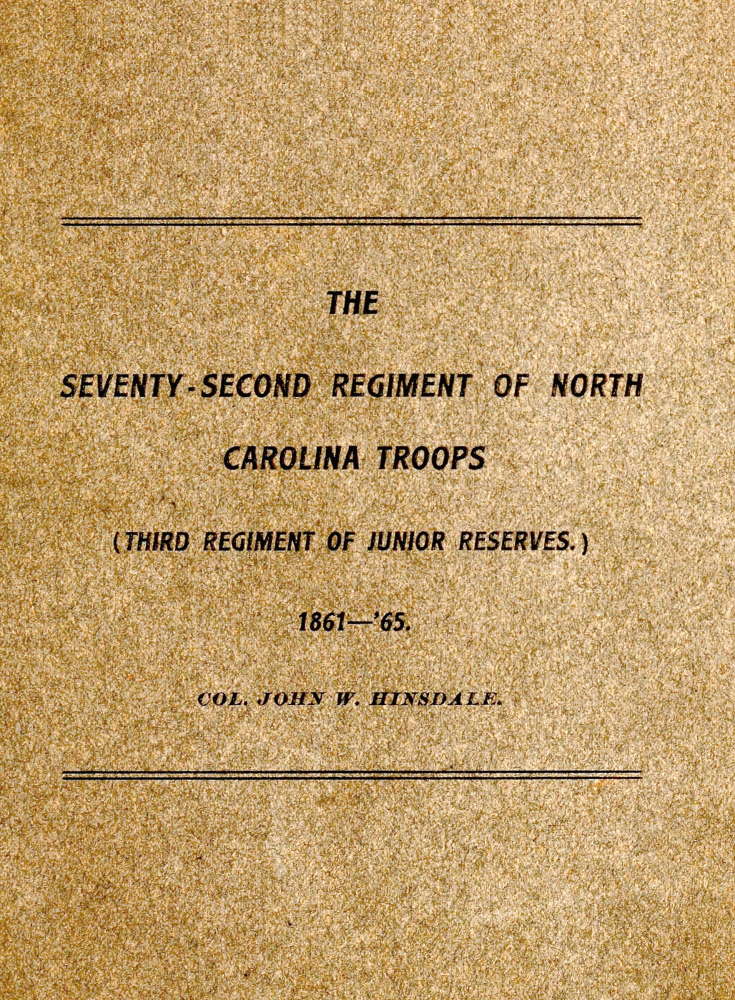 THE
SEVENTY-SECOND REGIMENT OF NORTH
CAROLINA TROOPS
(THIRD REGIMENT OF JUNIOR RESERVES.)
1861—'65.
COL. JOHN W. HINSDALE.